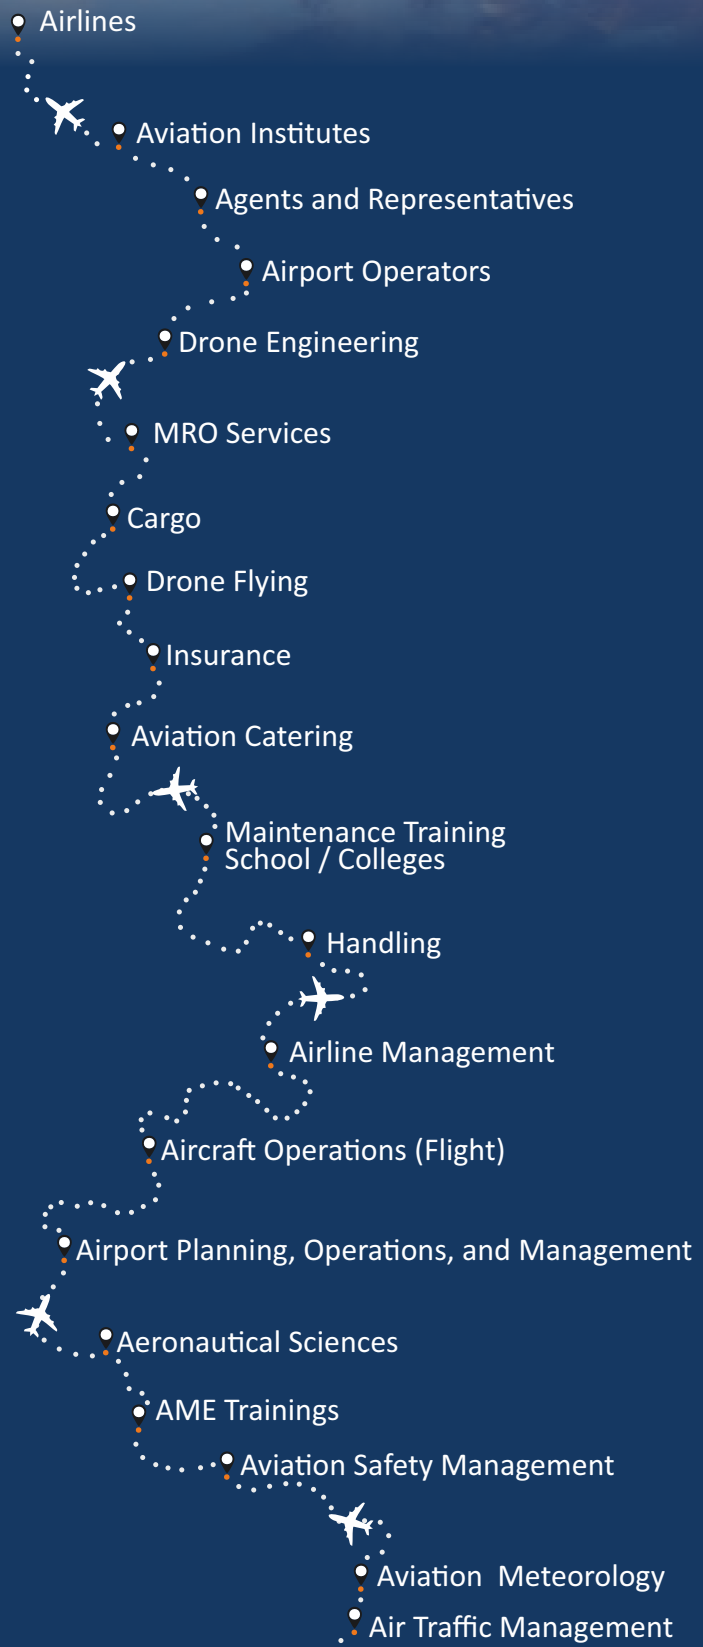 Airlines
Aviation Institutes
Agents and Representatives
Airport Operators
Drone Engineering
MRO Services
Cargo
Drone Flying
Insurance
Aviation Catering
Maintenance Training
School / Colleges
Handling
Airline Management
Aircraft Operations (Flight)
Airport Planning, Operations, and Management
Aeronautical Sciences
AME Trainings
Aviation Safety Management
Aviation  Meteorology
Air Traffic Management